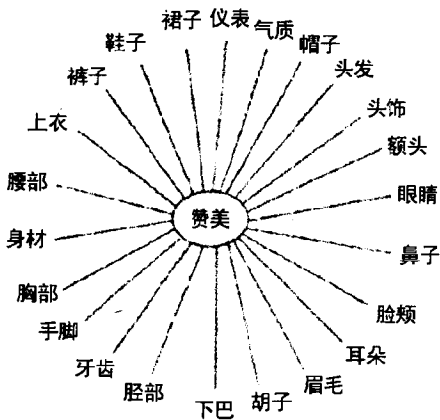 裙子
仪表
气质
帽子
头发
头饰
额头
眼睛
鼻子
脸颊
耳朵
眉毛
胡子
下巴
胫部
牙齿
手脚
胸部
身材
腰部
上衣
裤子
鞋子
赞美